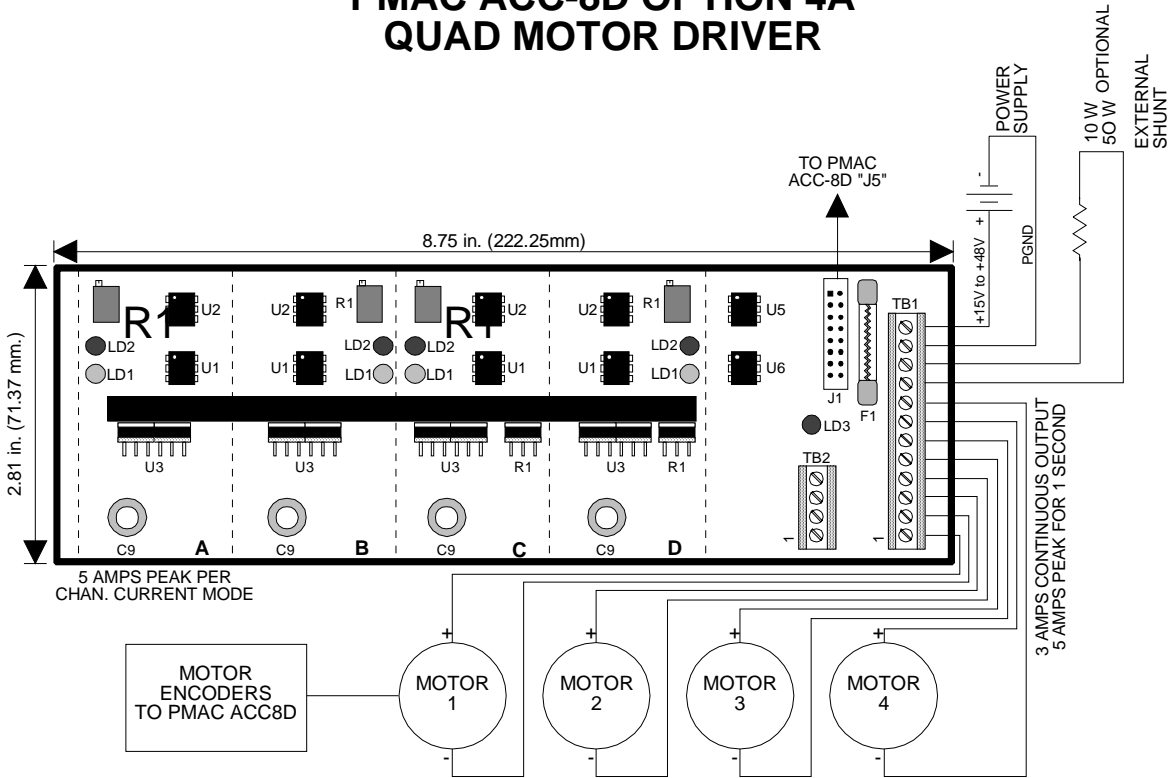 PMAC ACC-8D OPTION 4A
QUAD MOTOR DRIVER
POWER
SUPPLY
10 W
50 W OPTIONAL
EXTERNAL
SHUNT
TO PMAC
ACC-8D "J5"
-
+
+15V to +48V
PGND
8.75 in. (222.25mm)
2.81 in. (71.37 mm.)
R1
U2
U2
R1
R1
U2
U2
R1
U5
TB1
LD2
LD2
LD2
LD2
LD1
U1
U1
LD1
LD1
U1
U1
LD1
U6
J1
F1
LD3
U3
U3
U3
R1
U3
R1
TB2
C9
A
C9
B
C9
C
C9
D
1
1
5 AMPS PEAK PER
CHAN. CURRENT MODE
3 AMPS CONTINUOUS OUTPUT
5 AMPS PEAK FOR 1 SECOND
MOTOR
ENCODERS
TO PMAC ACC8D
+
MOTOR
1
-
+
MOTOR
2
-
+
MOTOR
3
-
+
MOTOR
4
-